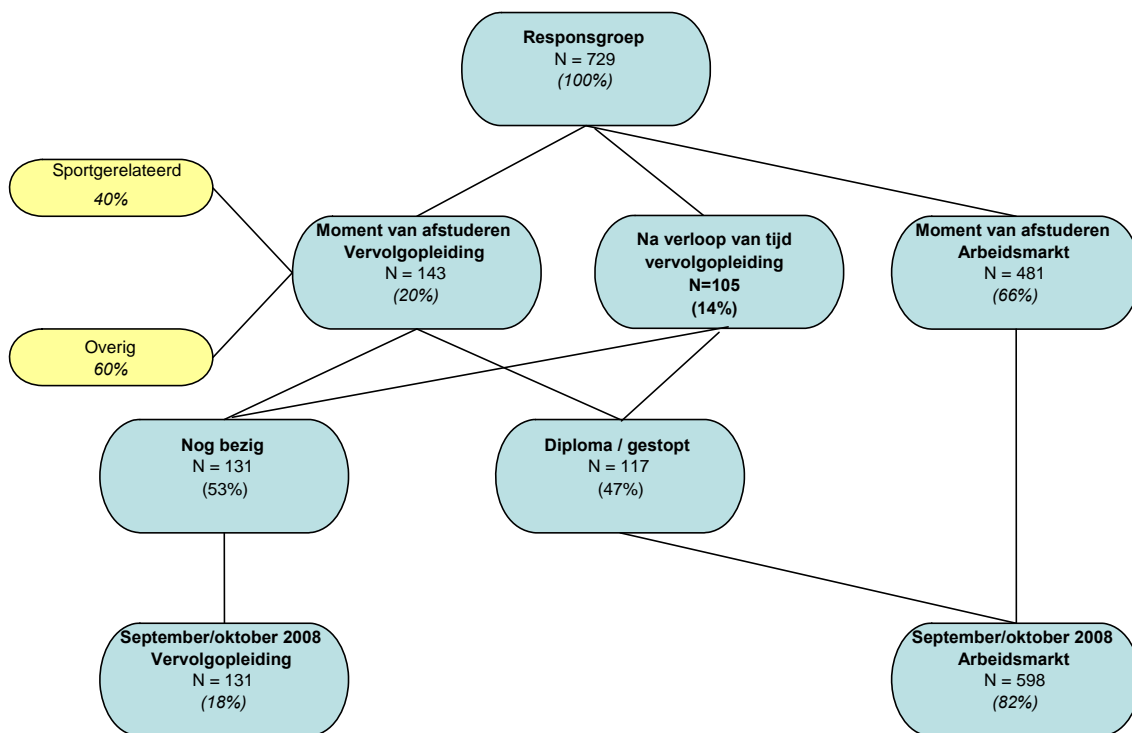 Responsgroep
N = 729
(100%)
Sportgerelateerd
40%
Overig
60%
Moment van afstuderen
Vervolgopleiding
N = 143
(20%)
Na verloop van tijd
vervolgopleiding
N=105
(14%)
Moment van afstuderen
Arbeidsmarkt
N = 481
(66%)
Nog bezig
N = 131
(53%)
Diploma / gestopt
N = 117
(47%)
September/oktober 2008
Vervolgopleiding
N = 131
(18%)
September/oktober 2008
Arbeidsmarkt
N = 598
(82%)